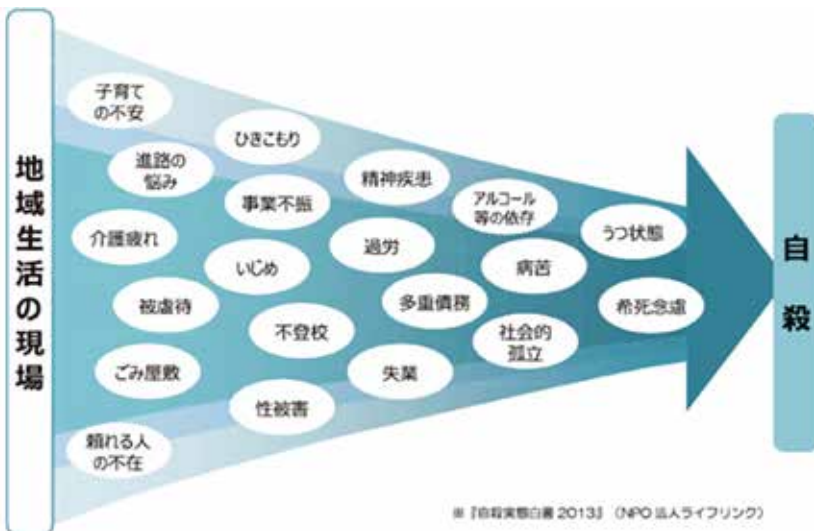 地域生活の現場
子育て
の不安
進路の
悩み
介護疲れ
被虐待
ごみ屋敷
頼れる人
の不在
ひきこもり
事業不振
いじめ
不登校
性被害
精神疾患
過労
多重債務
失業
アルコール
等の依存
病苦
社会的
孤立
うつ状態
希死念慮
自殺
※『自殺実態白書2013』(NPO法人ライフリンク)